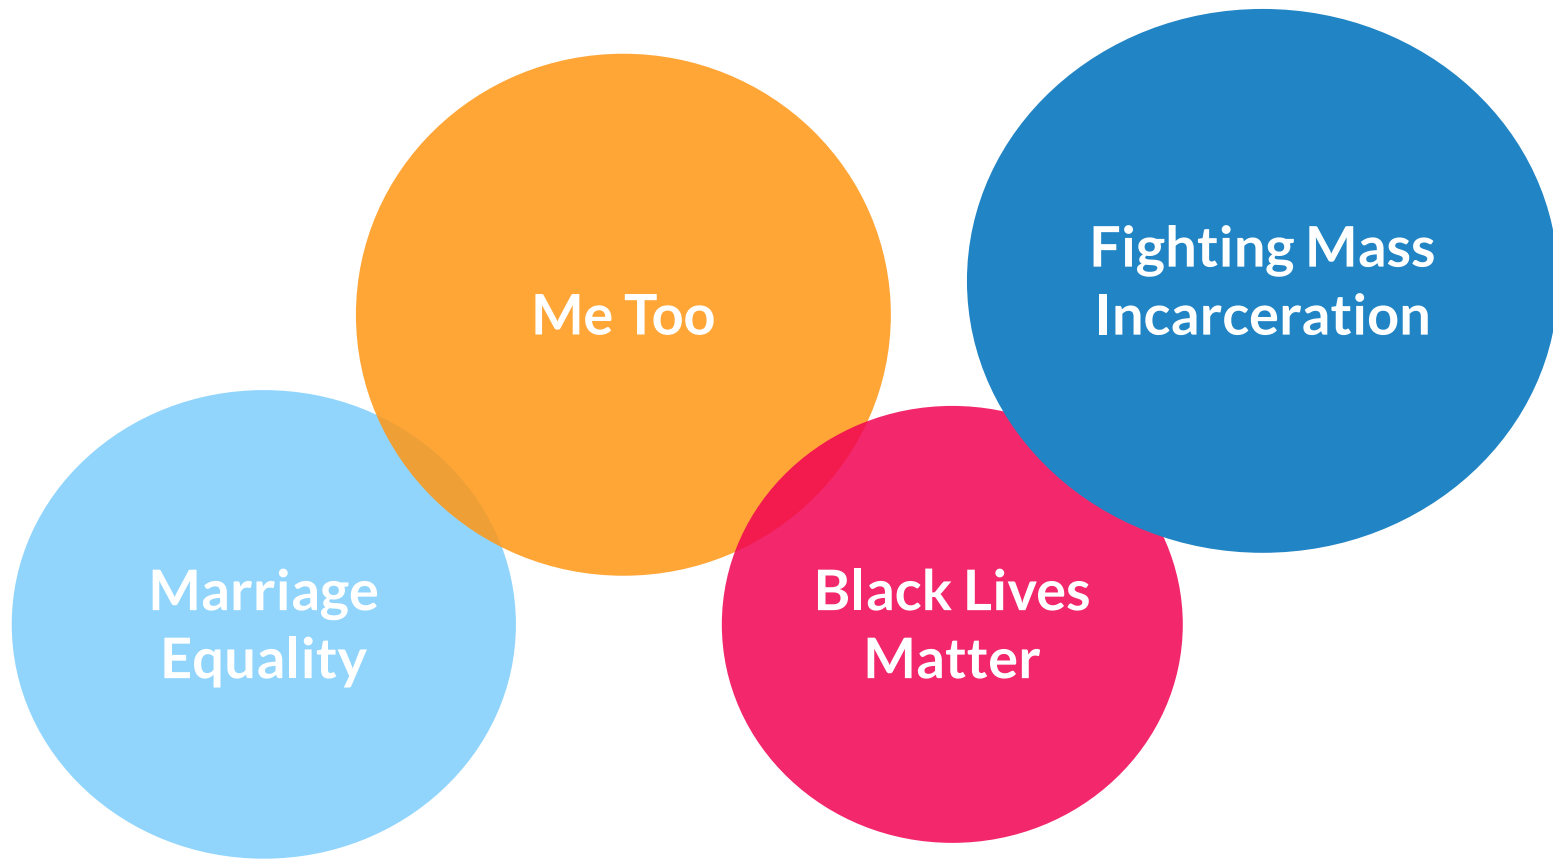 Fighting Mass
Incarceration
Me Too
Marriage
Equality
Black Lives
Matter